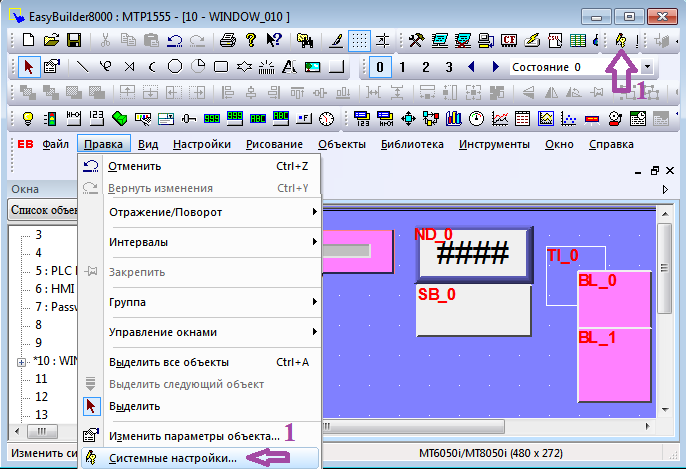 EasyBuilder8000 : MTP1555 - [10 - WINDOW_010 ]
0 1 2 3 Состояние 0
1
EB Файл Правка Вид Настройки Рисование Объекты Библиотека Инструменты Окно Справка
Окна
Список объе
3
4
5 : PLC
6 : HMI
7 : Passw
8
9
*10 : WIN
11
12
13
Отменить Ctrl+Z
Вернуть изменения Ctrl+Y
Отражение/Поворот
Интервалы
Закрепить
Группа
Управление окнами
Выделить все объекты Ctrl+A
Выделить следующий объект
Выделить
Изменить параметры объекта... 1
Системные настройки...
ND_0
####
SB_0
TI_0
BL_0
BL_1
Изменить си
MT6050i/MT8050i (480 x 272)